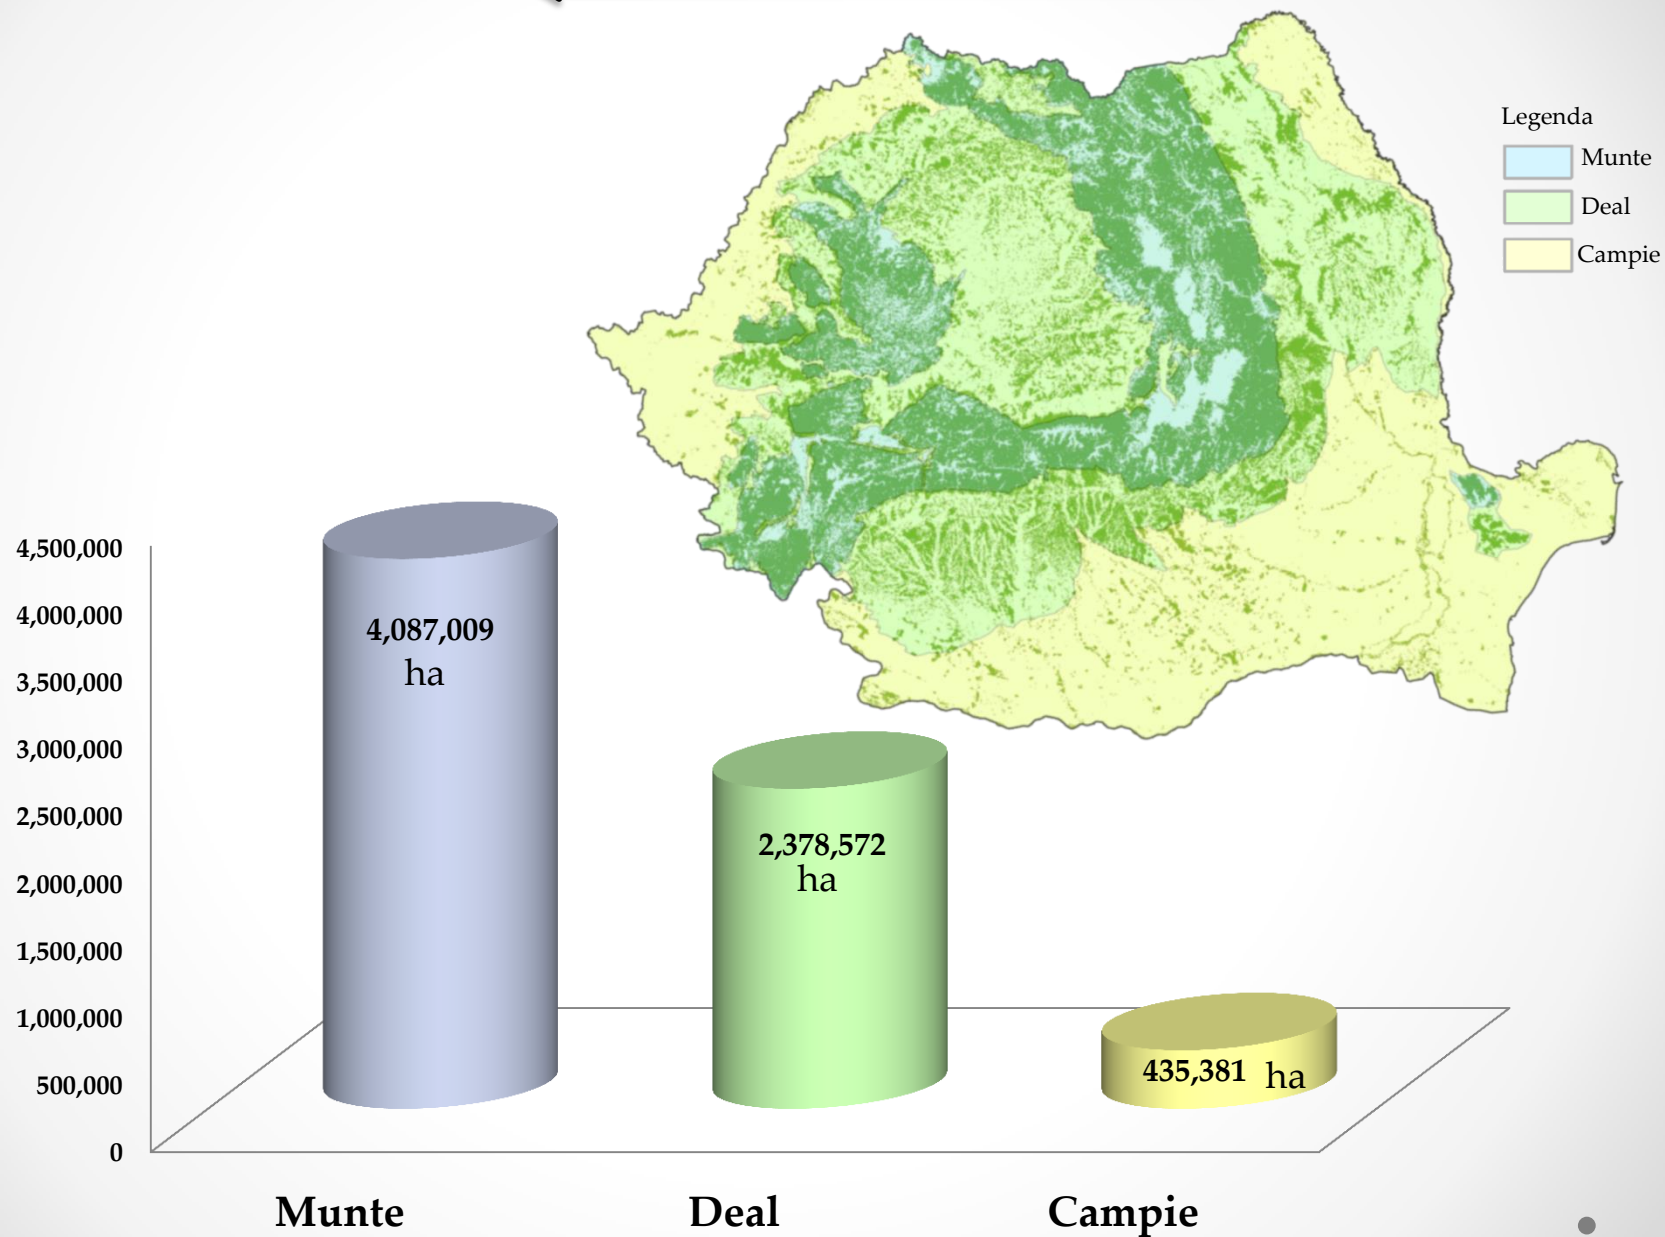 Legenda
Munte
Deal
Campie
4,500,000
4,000,000
3,500,000
3,000,000
2,500,000
2,000,000
1,500,000
1,000,000
500,000
0
4,087,009
ha
2,378,572
ha
435,381 ha
Munte Deal Campie